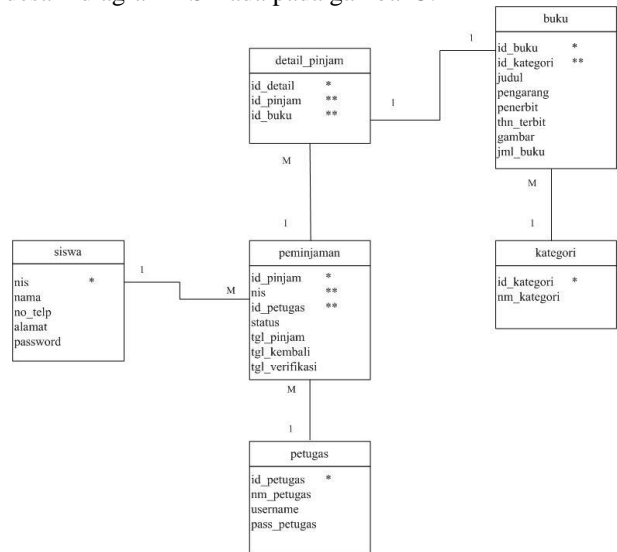 buku
id_buku *
id_kategori **
judul
pengarang
penerbit
thn_terbit
gambar
jml_buku
1
1
detail_pinjam
id_detail *
id_pinjam **
id_buku **
M
1
M
1
kategori
id_kategori *
nm_kategori
siswa
nis *
nama
no_telp
alamat
password
1
M
peminjaman
id_pinjam *
nis **
id_petugas **
status
tgl_pinjam
tgl_kembali
tgl_verifikasi
M
1
petugas
id_petugas *
nm_petugas
username
pass_petugas